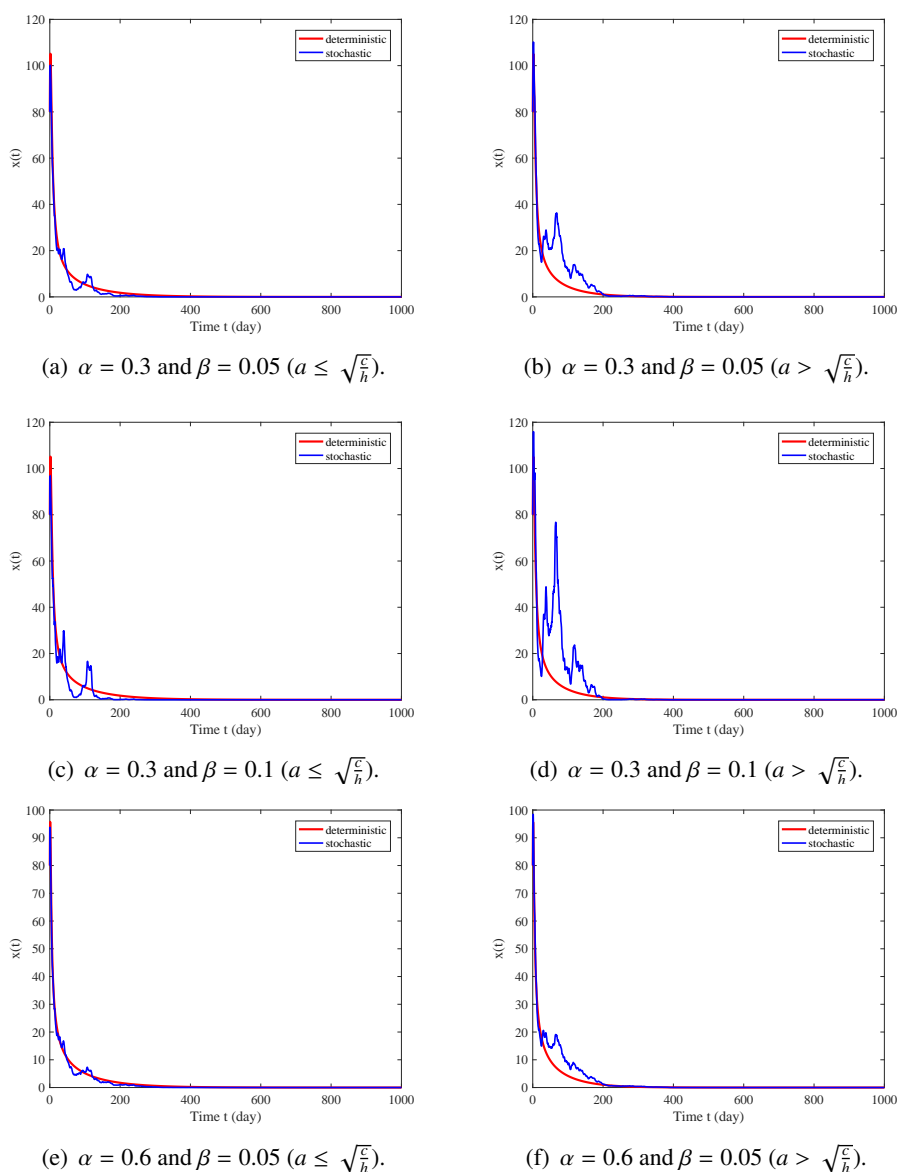 120
100
80
60
40
20
0
x(t)
0 200 400 600 800 1000
Time t (day)
deterministic
stochastic
(a) α = 0.3 and β = 0.05 (a ≤ √(c/h)).
120
100
80
60
40
20
0
x(t)
0 200 400 600 800 1000
Time t (day)
deterministic
stochastic
(b) α = 0.3 and β = 0.05 (a > √(c/h)).
120
100
80
60
40
20
0
x(t)
0 200 400 600 800 1000
Time t (day)
deterministic
stochastic
(c) α = 0.3 and β = 0.1 (a ≤ √(c/h)).
120
100
80
60
40
20
0
x(t)
0 200 400 600 800 1000
Time t (day)
deterministic
stochastic
(d) α = 0.3 and β = 0.1 (a > √(c/h)).
100
90
80
70
60
50
40
30
20
10
0
x(t)
0 200 400 600 800 1000
Time t (day)
deterministic
stochastic
(e) α = 0.6 and β = 0.05 (a ≤ √(c/h)).
100
90
80
70
60
50
40
30
20
10
0
x(t)
0 200 400 600 800 1000
Time t (day)
deterministic
stochastic
(f) α = 0.6 and β = 0.05 (a > √(c/h)).